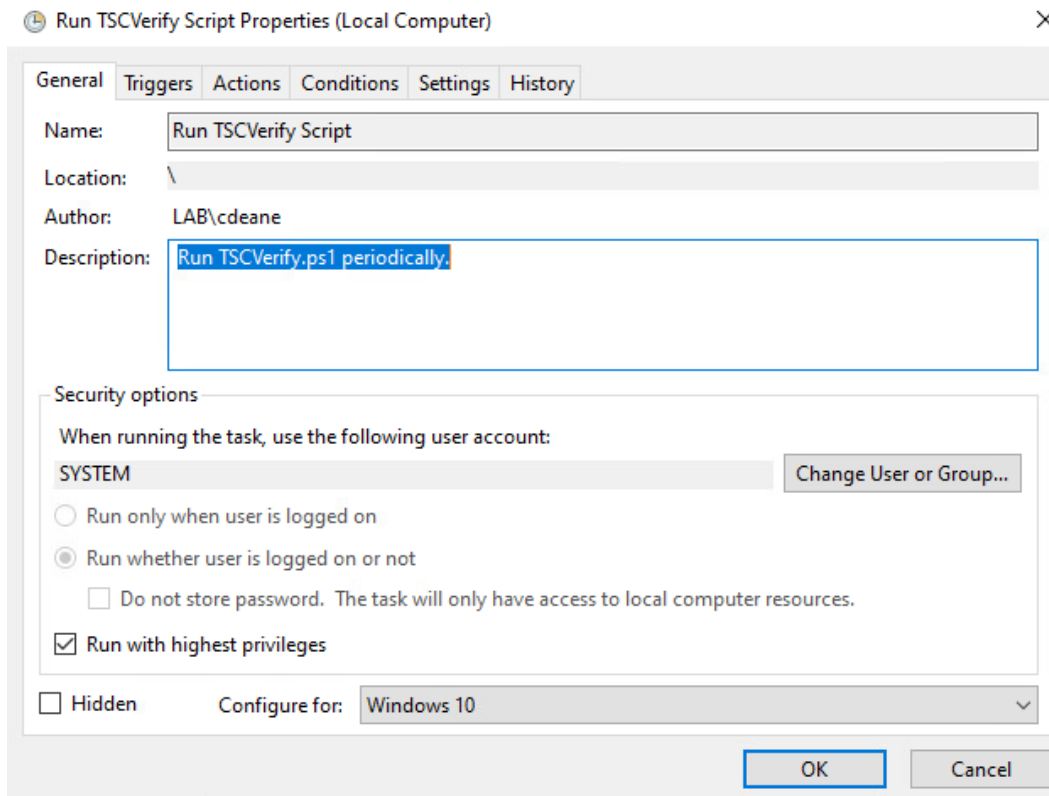 Run TSCVerify Script Properties (Local Computer)
General Triggers Actions Conditions Settings History
Name: Run TSCVerify Script
Location: \
Author: LAB\cdeane
Description: Run TSCVerify.ps1 periodically.
Security options
When running the task, use the following user account:
SYSTEM Change User or Group...
Run only when user is logged on
Run whether user is logged on or not
Do not store password. The task will only have access to local computer resources.
Run with highest privileges
Hidden Configure for: Windows 10
OK Cancel